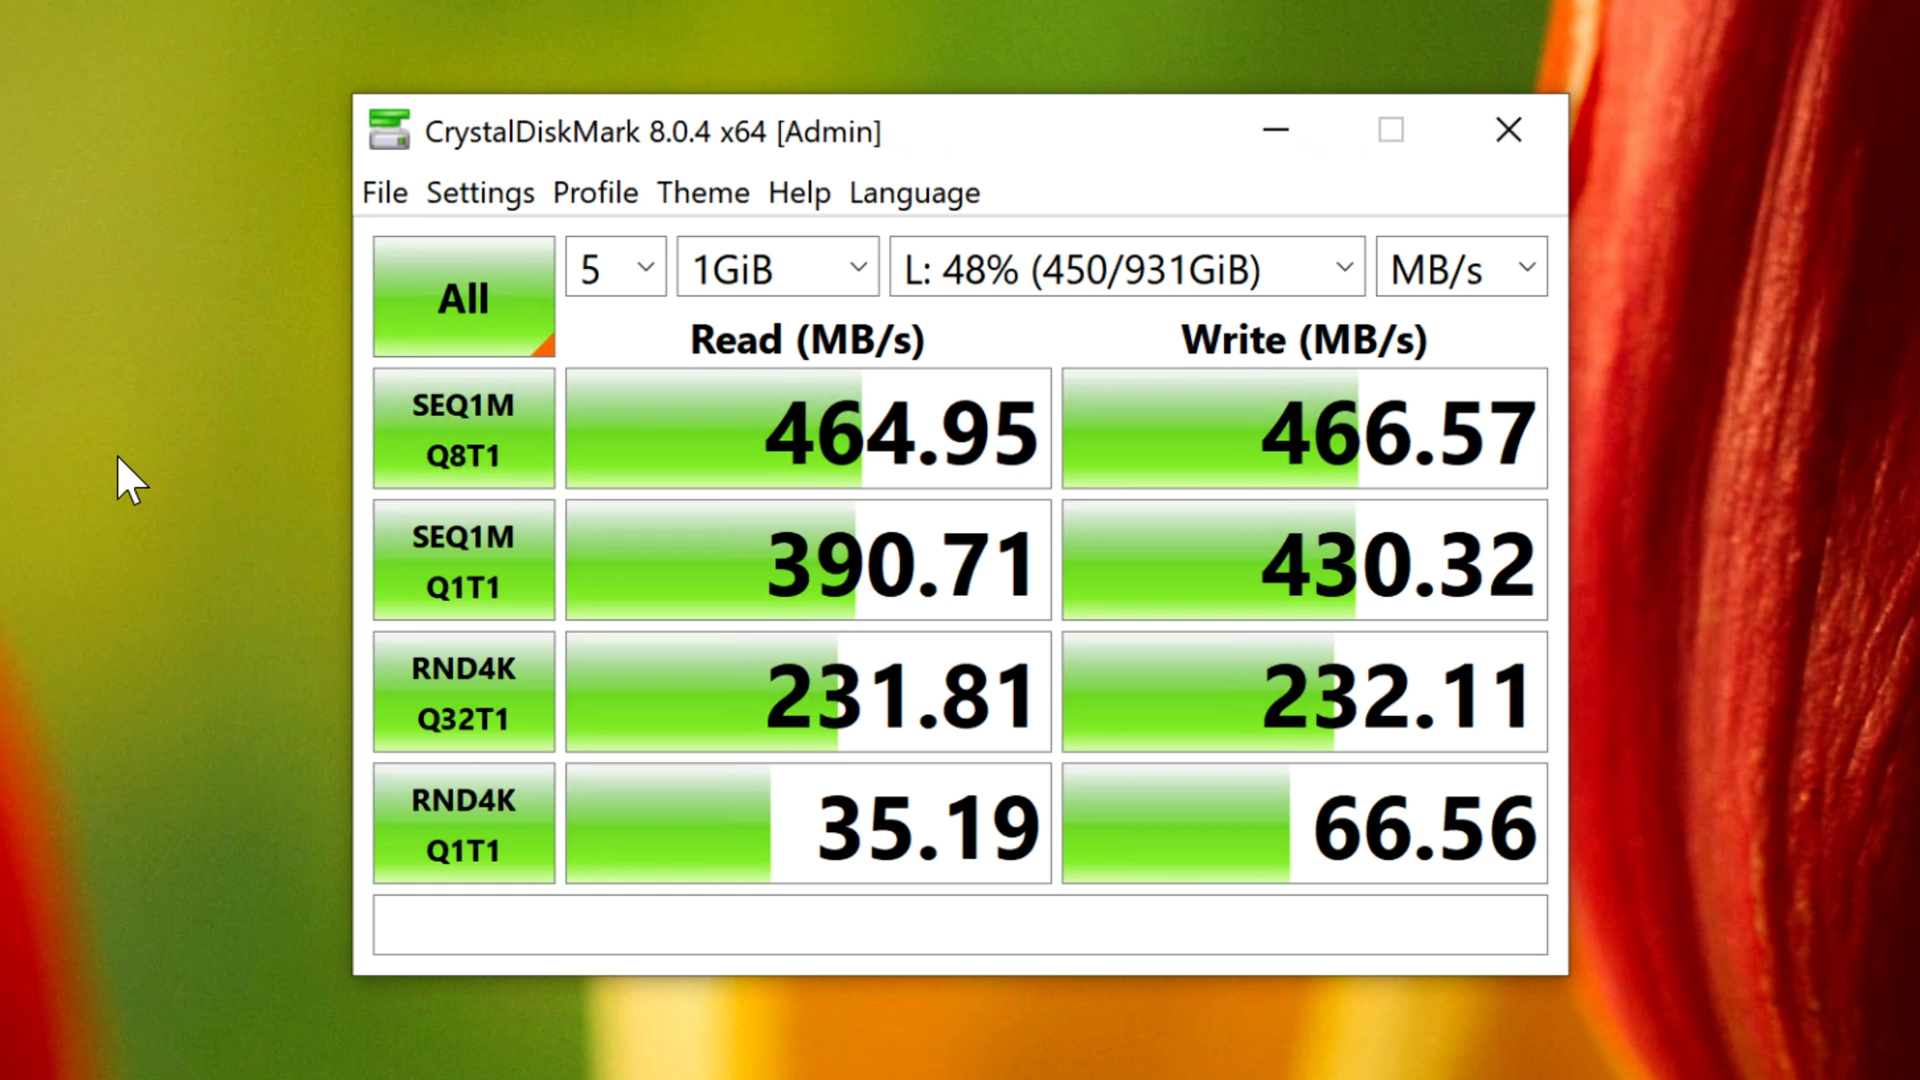 CrystalDiskMark 8.0.4 x64 [Admin]
File Settings Profile Theme Help Language
All
5
1GiB
L: 48% (450/931GiB)
MB/s
Read (MB/s)
Write (MB/s)
SEQ1M
Q8T1
464.95
466.57
SEQ1M
Q1T1
390.71
430.32
RND4K
Q32T1
231.81
232.11
RND4K
Q1T1
35.19
66.56